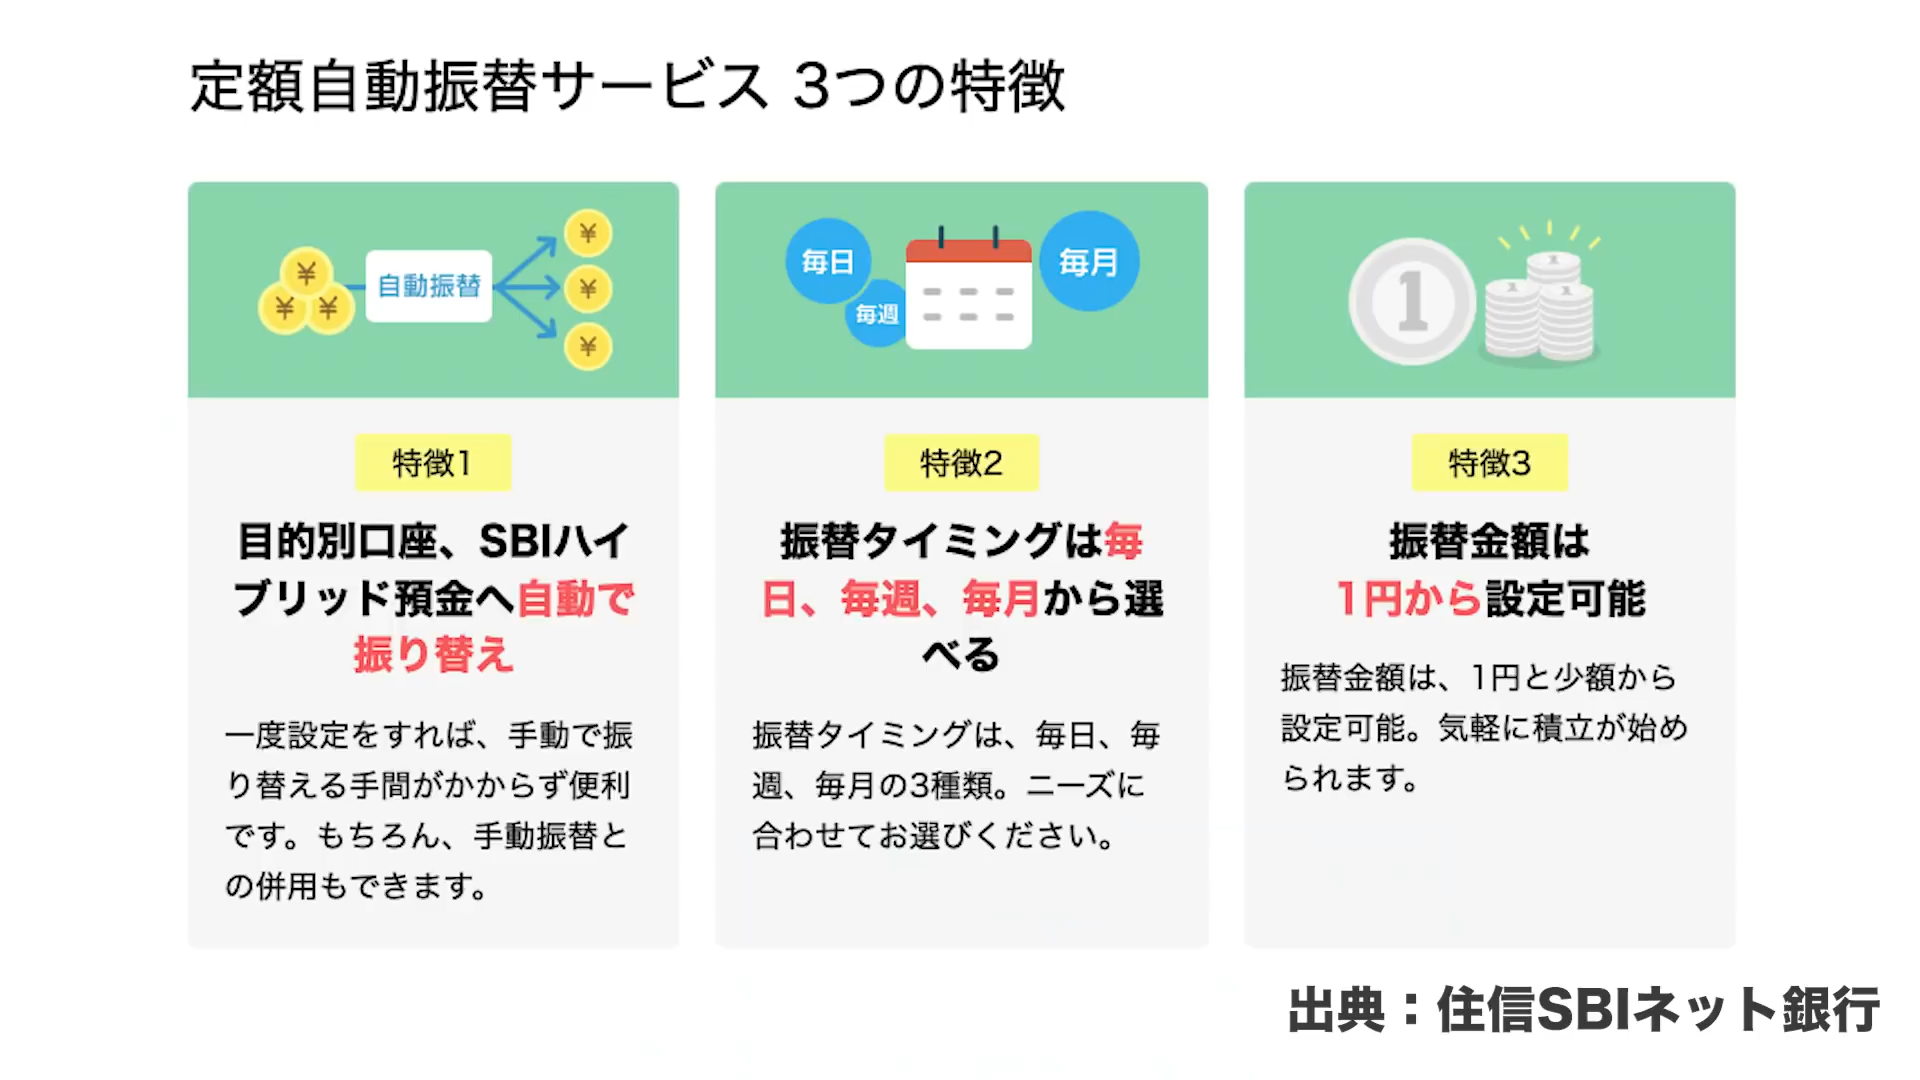 定額自動振替サービス 3つの特徴
¥
¥ ¥
自動振替
¥
¥
¥
特徴1
目的別口座、SBIハイ
ブリッド預金へ自動で
振り替え
一度設定をすれば、手動で振
り替える手間がかからず便利
です。もちろん、手動振替と
の併用もできます。
毎日
毎週
毎月
特徴2
振替タイミングは毎
日、毎週、毎月から選
べる
振替タイミングは、毎日、毎
週、毎月の3種類。ニーズに
合わせてお選びください。
1
1
1 1
特徴3
振替金額は
1円から設定可能
振替金額は、1円と少額から
設定可能。気軽に積立が始め
られます。
出典：住信SBIネット銀行